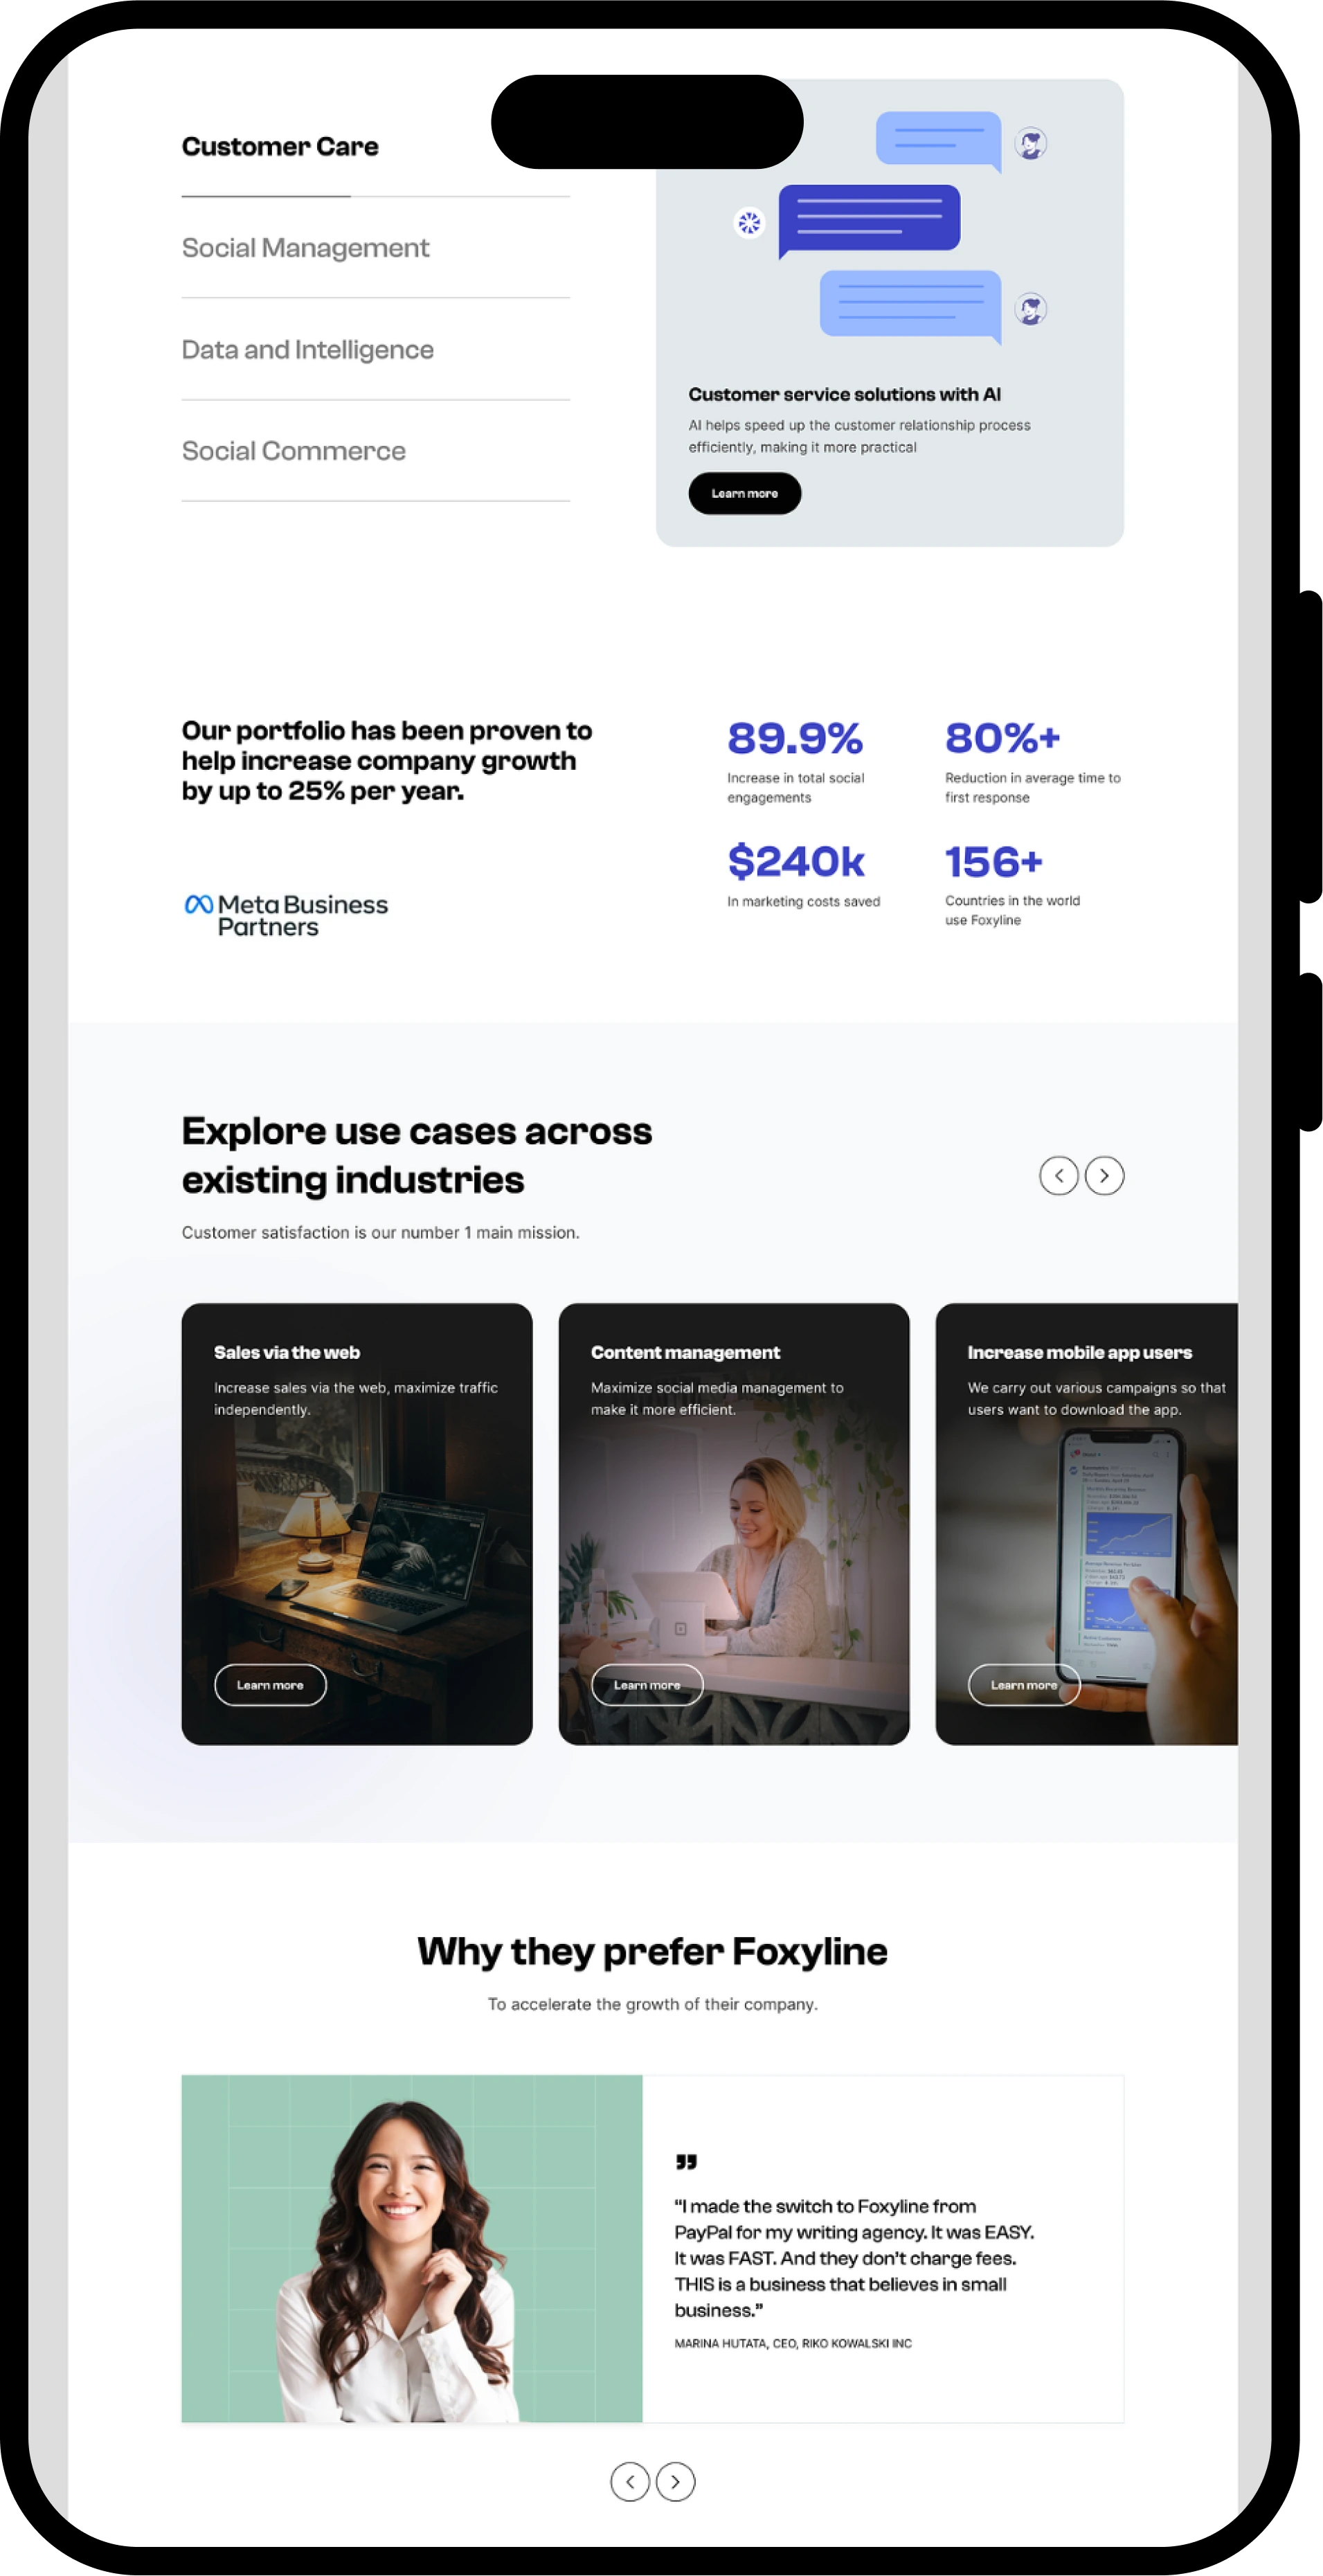 Customer Care
Social Management
Data and Intelligence
Social Commerce
Customer service solutions with AI
AI helps speed up the customer relationship process
efficiently, making it more practical
Learn more
Our portfolio has been proven to
help increase company growth
by up to 25% per year.
Meta Business
Partners
89.9%
Increase in total social
engagements
80%+
Reduction in average time to
first response
$240k
In marketing costs saved
156+
Countries in the world
use Foxyline
Explore use cases across
existing industries
Customer satisfaction is our number 1 main mission.
Sales via the web
Increase sales via the web, maximize traffic
independently.
Learn more
Content management
Maximize social media management to
make it more efficient.
Learn more
Increase mobile app users
We carry out various campaigns so that
users want to download the app.
Learn more
Why they prefer Foxyline
To accelerate the growth of their company.
”
“I made the switch to Foxyline from
PayPal for my writing agency. It was EASY.
It was FAST. And they don’t charge fees.
THIS is a business that believes in small
business.”
MARINA HUTATA, CEO, RIKO KOWALSKI INC